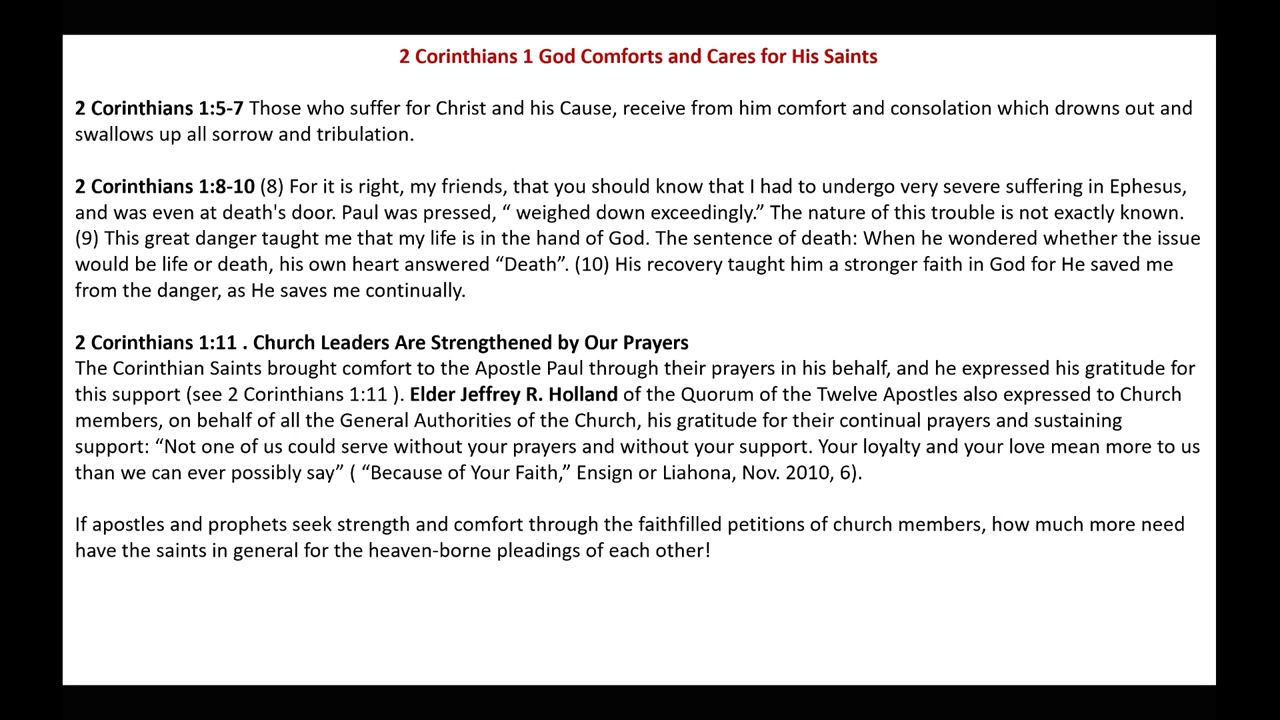 2 Corinthians 1 God Comforts and Cares for His Saints
2 Corinthians 1:5-7 Those who suffer for Christ and his Cause, receive from him comfort and consolation which drowns out and
swallows up all sorrow and tribulation.
2 Corinthians 1:8-10 (8) For it is right, my friends, that you should know that I had to undergo very severe suffering in Ephesus,
and was even at death's door. Paul was pressed, “ weighed down exceedingly.” The nature of this trouble is not exactly known.
(9) This great danger taught me that my life is in the hand of God. The sentence of death: When he wondered whether the issue
would be life or death, his own heart answered “Death”. (10) His recovery taught him a stronger faith in God for He saved me
from the danger, as He saves me continually.
2 Corinthians 1:11 . Church Leaders Are Strengthened by Our Prayers
The Corinthian Saints brought comfort to the Apostle Paul through their prayers in his behalf, and he expressed his gratitude for
this support (see 2 Corinthians 1:11 ). Elder Jeffrey R. Holland of the Quorum of the Twelve Apostles also expressed to Church
members, on behalf of all the General Authorities of the Church, his gratitude for their continual prayers and sustaining
support: “Not one of us could serve without your prayers and without your support. Your loyalty and your love mean more to us
than we can ever possibly say” ( “Because of Your Faith,” Ensign or Liahona, Nov. 2010, 6).
If apostles and prophets seek strength and comfort through the faithfilled petitions of church members, how much more need
have the saints in general for the heaven-borne pleadings of each other!